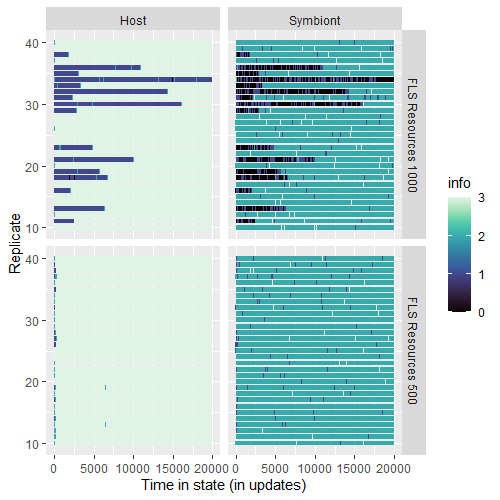 Host Symbiont
40
30
20
10
FLS Resources 1000
40
30
20
10
FLS Resources 500
Replicate
0 5000 10000 15000 20000 0 5000 10000 15000 20000
Time in state (in updates)
info
3
2
1
0